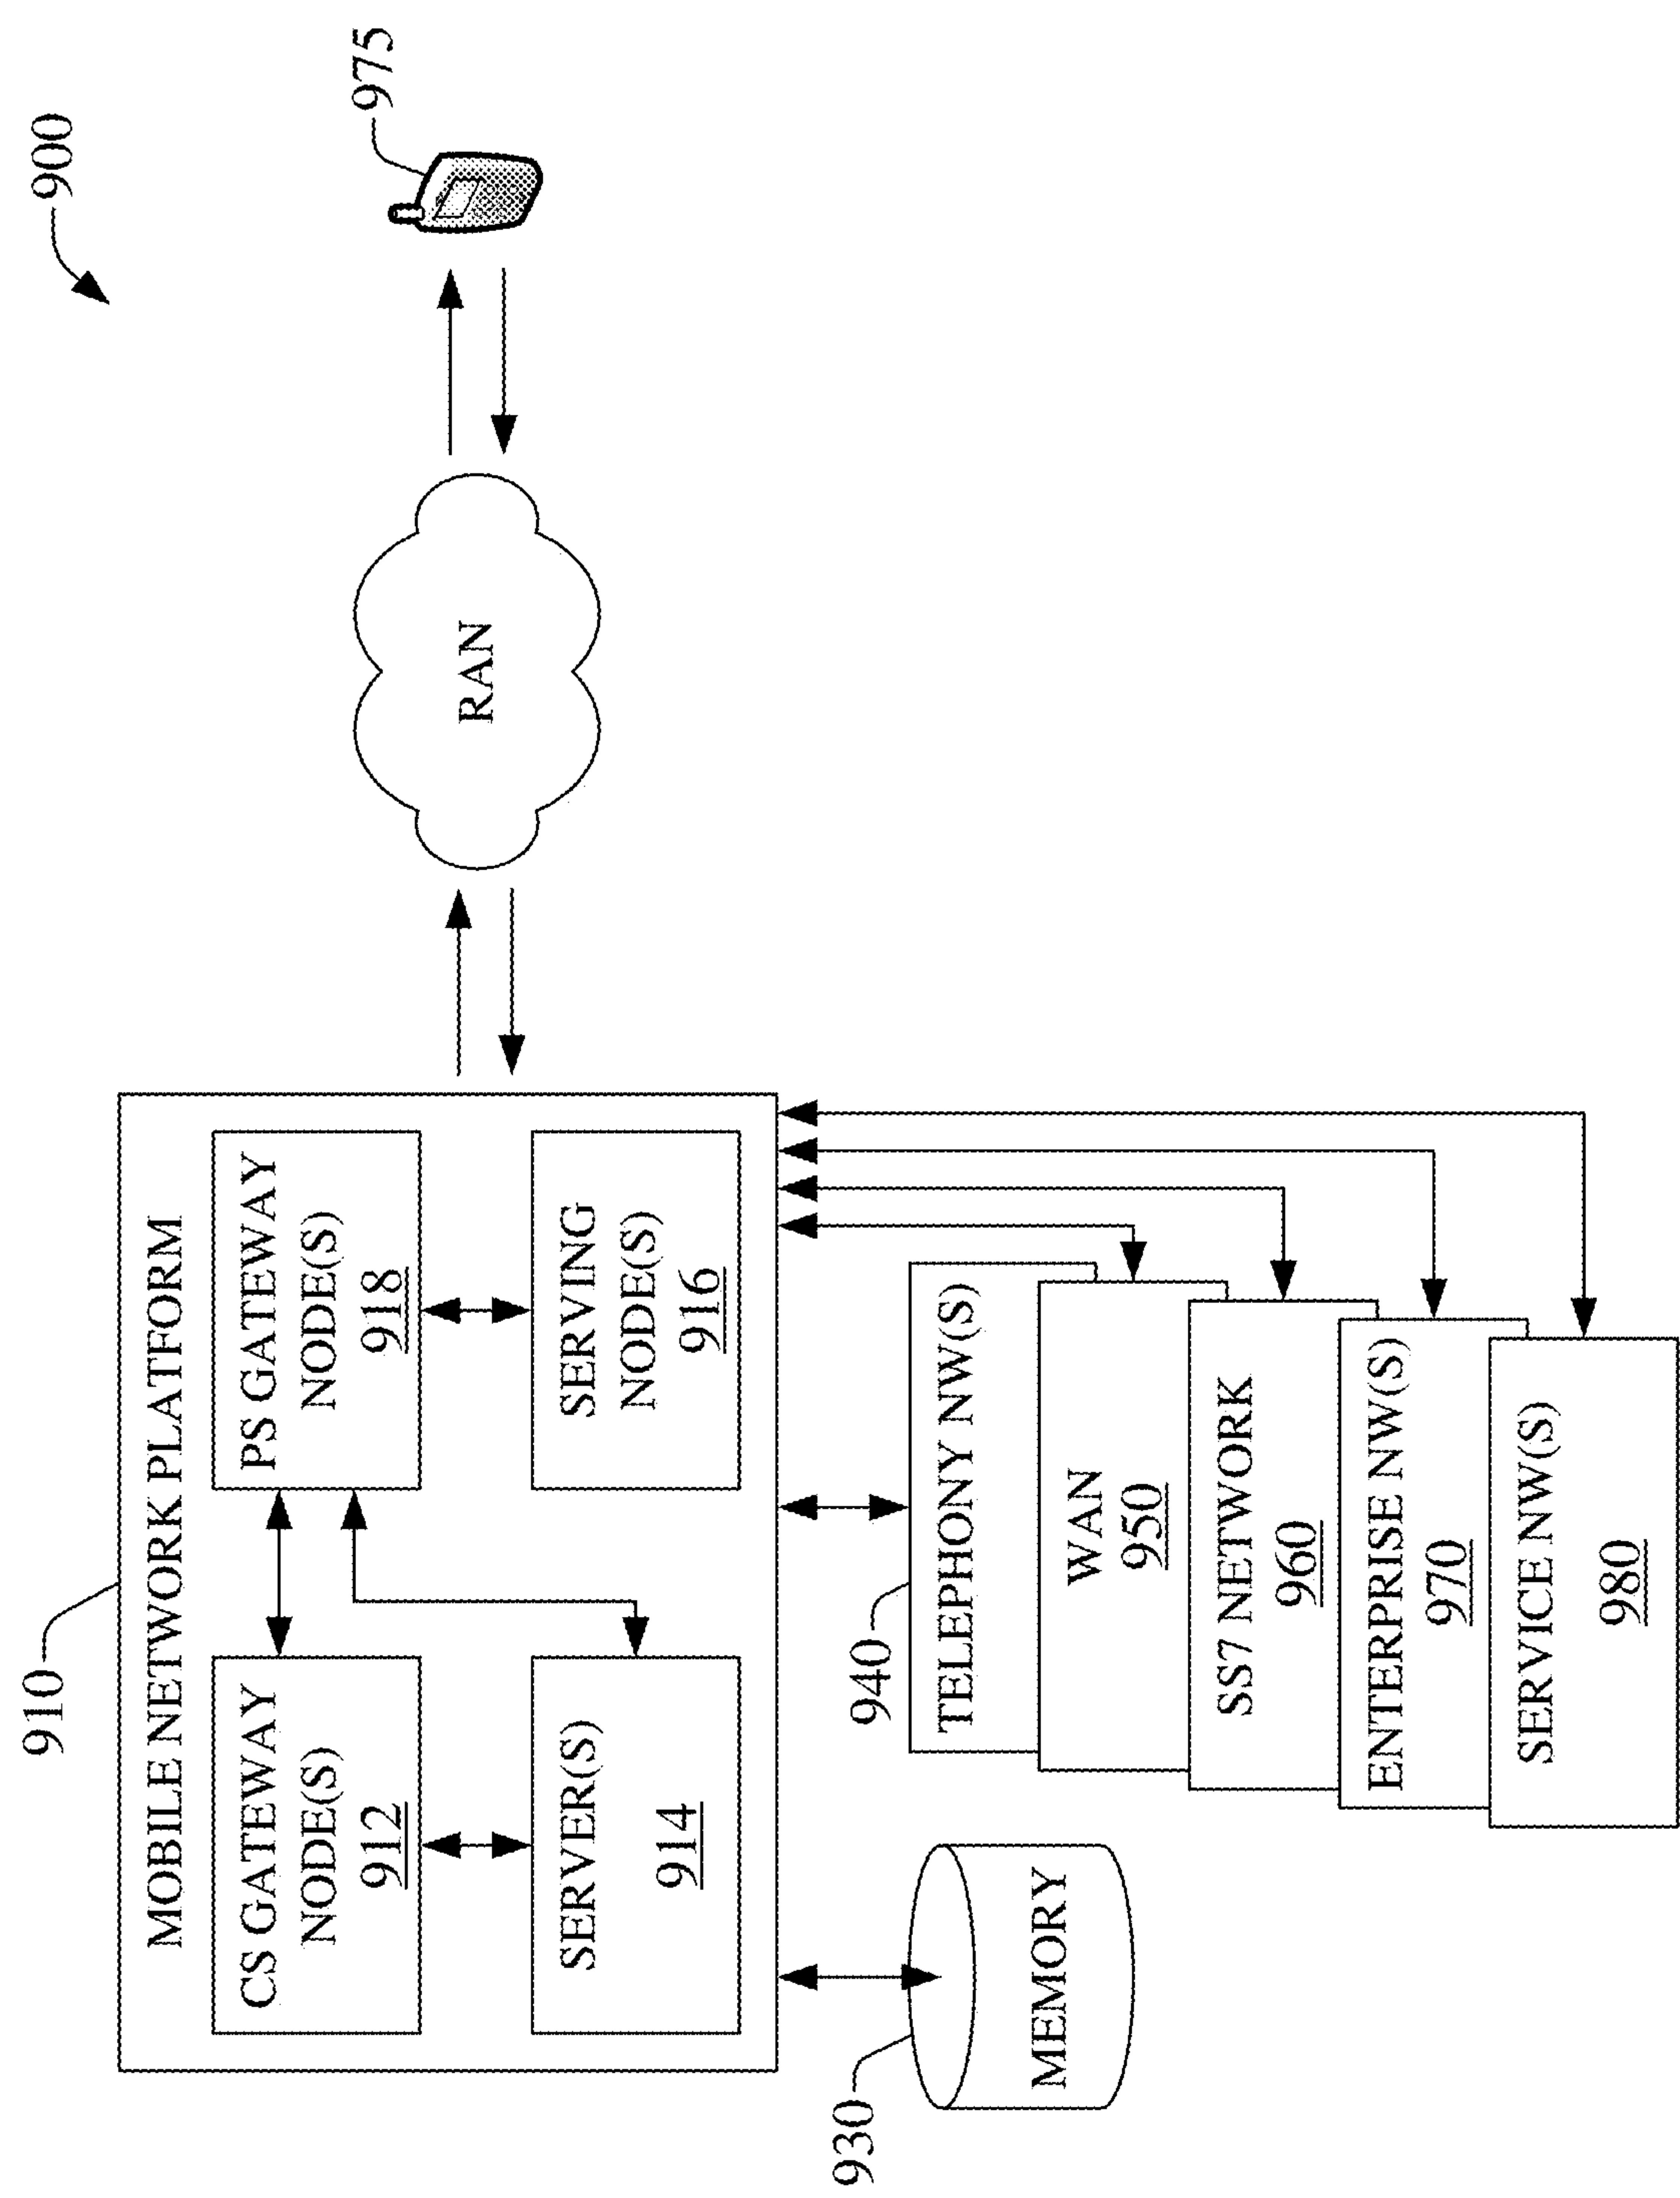 900
910
MOBILE NETWORK PLATFORM
CS GATEWAY
NODE(S)
912
PS GATEWAY
NODE(S)
918
SERVER(S)
914
SERVING
NODE(S)
916
RAN
975
930
MEMORY
940
TELEPHONY NW(S)
WAN
950
SS7 NETWORK
960
ENTERPRISE NW(S)
970
SERVICE NW(S)
980